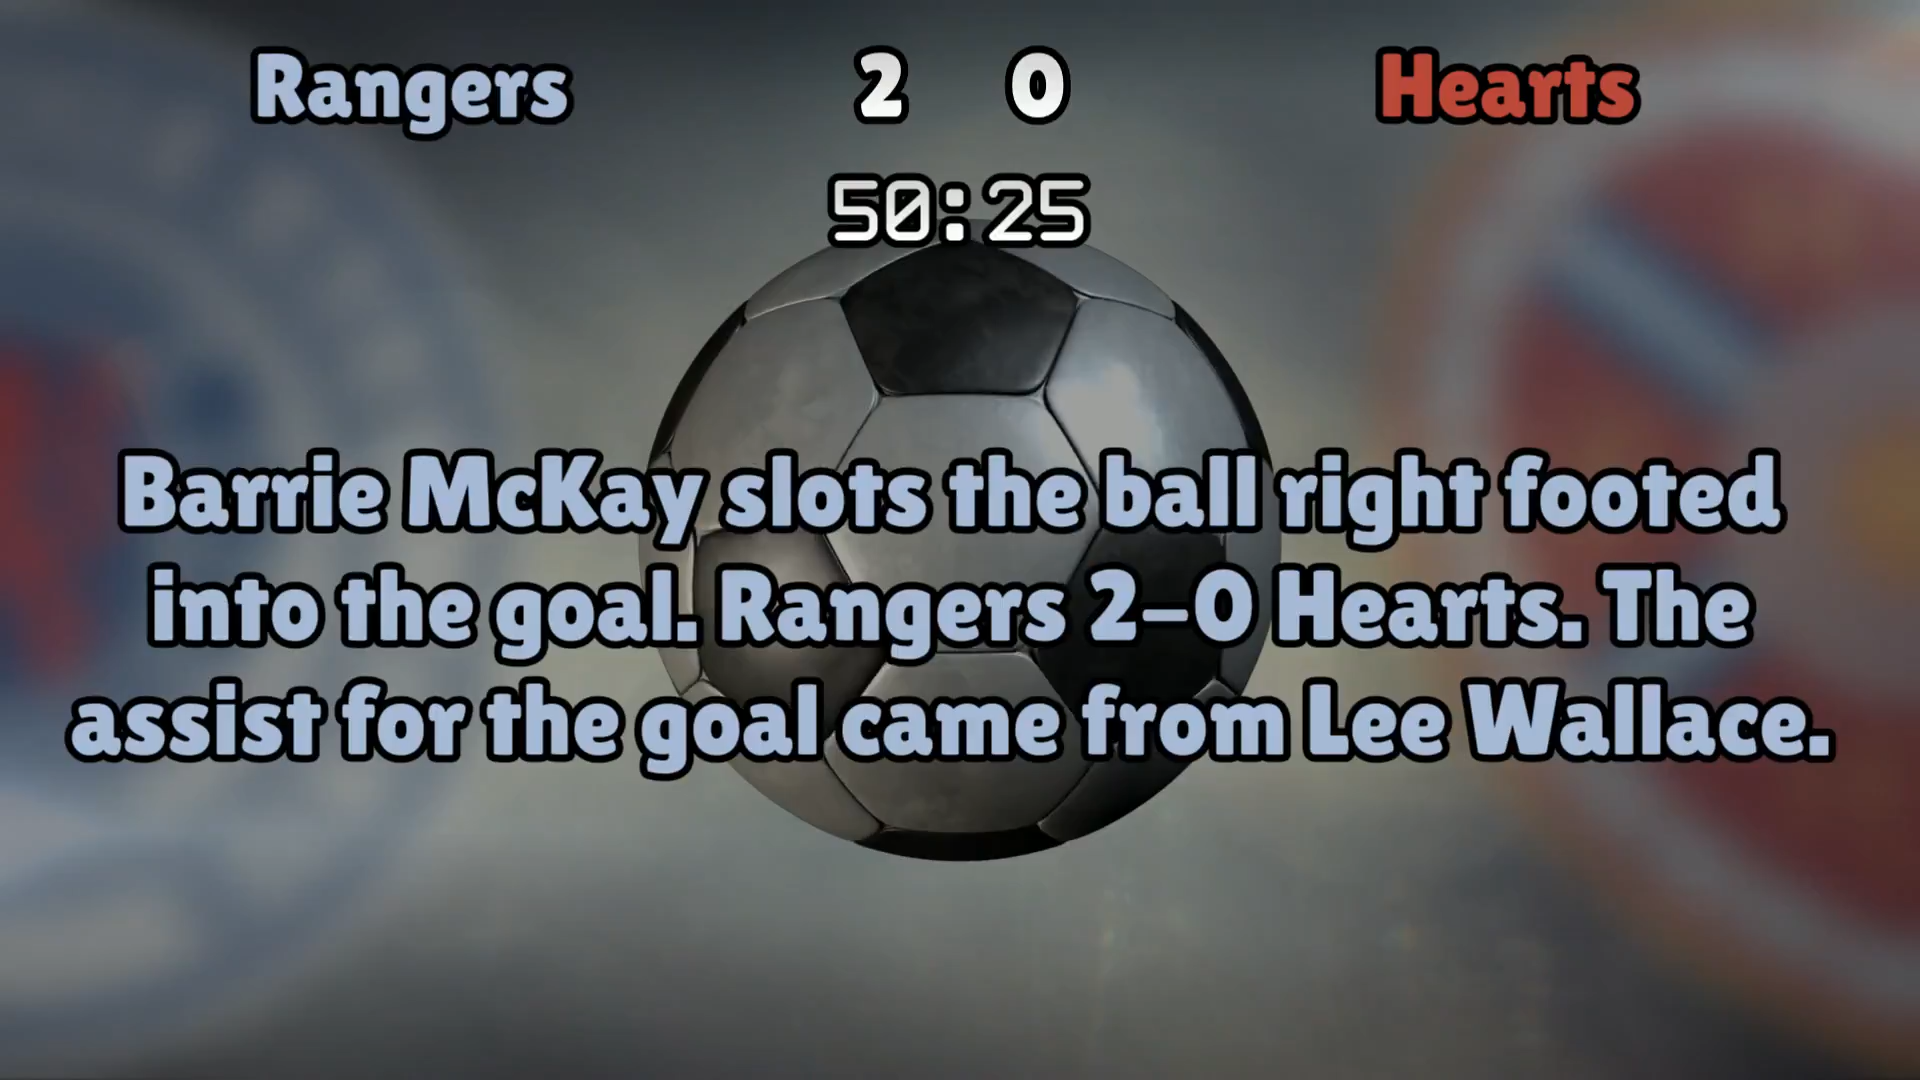 Rangers 2 0 Hearts
50:25
Barrie McKay slots the ball right footed
into the goal. Rangers 2-0 Hearts. The
assist for the goal came from Lee Wallace.